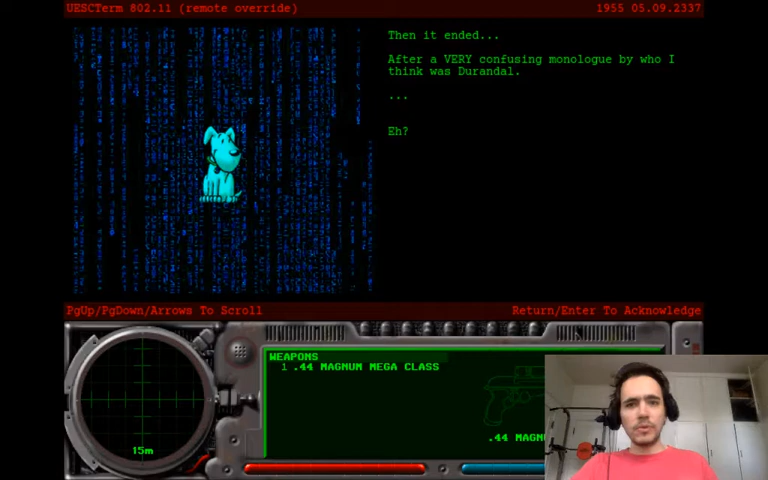 UESCTerm 802.11 (remote override)
1955 05.09.2337
Then it ended...
After a VERY confusing monologue by who I
think was Durandal.
...
Eh?
PgUp/PgDown/Arrows To Scroll
Return/Enter To Acknowledge
WEAPONS
1 .44 MAGNUM MEGA CLASS
15m
.44 MAGN